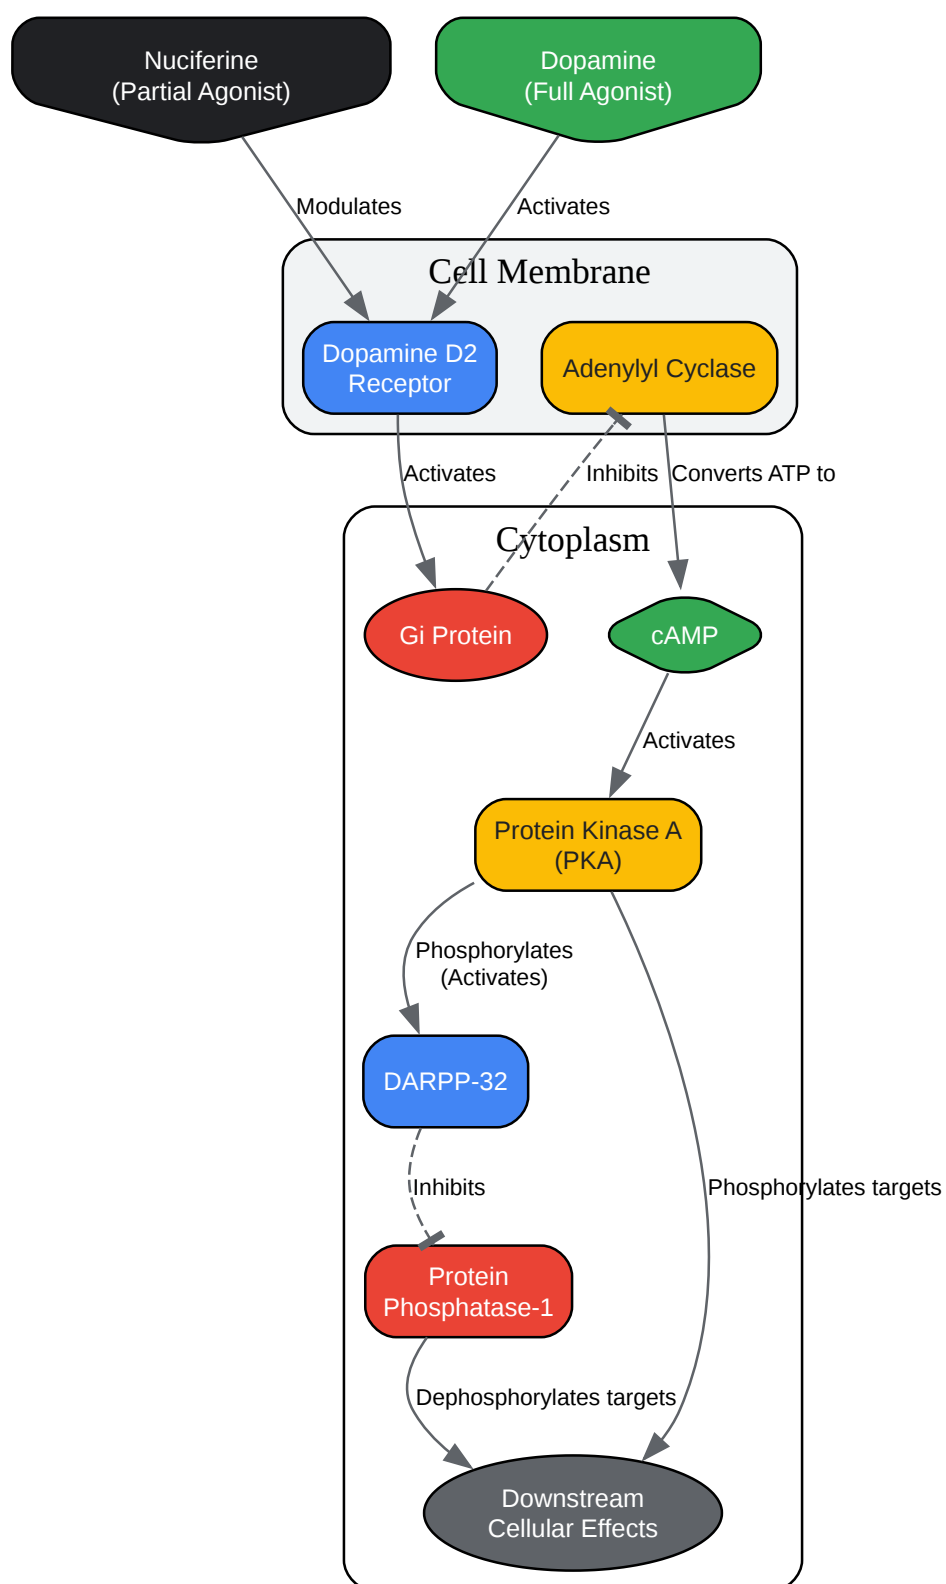 Nuciferine
(Partial Agonist)
Dopamine
(Full Agonist)
Modulates
Activates
Cell Membrane
Dopamine D2
Receptor
Adenylyl Cyclase
Activates
Inhibits
Converts ATP to
Cytoplasm
Gi Protein
cAMP
Activates
Protein Kinase A
(PKA)
Phosphorylates
(Activates)
DARPP-32
Inhibits
Phosphorylates targets
Protein
Phosphatase-1
Dephosphorylates targets
Downstream
Cellular Effects